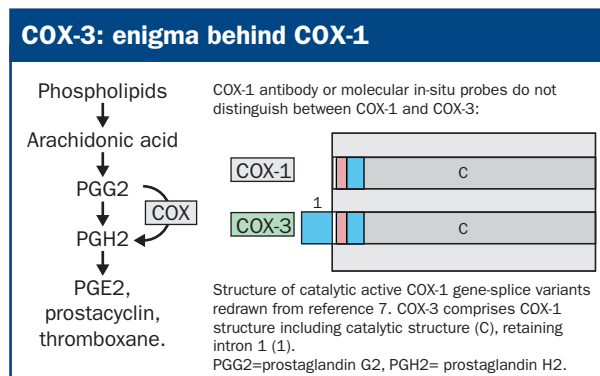 COX-3: enigma behind COX-1
Phospholipids
Arachidonic acid
PGG2
COX
PGH2
PGE2,
prostacyclin,
thromboxane.
COX-1 antibody or molecular in-situ probes do not
distinguish between COX-1 and COX-3:
COX-1
C
1
COX-3
C
Structure of catalytic active COX-1 gene-splice variants
redrawn from reference 7. COX-3 comprises COX-1
structure including catalytic structure (C), retaining
intron 1 (1).
PGG2=prostaglandin G2, PGH2= prostaglandin H2.